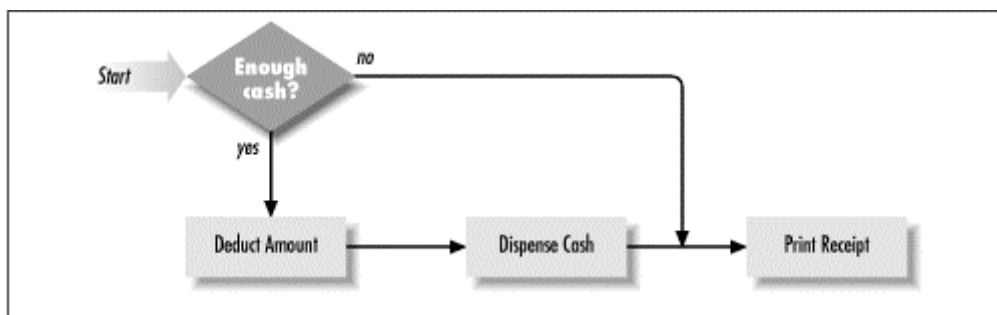 Start
Enough
cash?
no
yes
Deduct Amount
Dispense Cash
Print Receipt